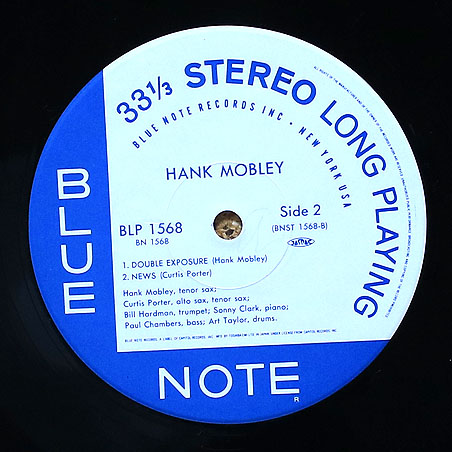 33⅓ STEREO LONG PLAYING
BLUE NOTE RECORDS INC • NEW YORK USA
HANK MOBLEY
BLP 1568
BN 1568
Side 2
(BNST 1568-B)
JASRAC
1. DOUBLE EXPOSURE (Hank Mobley)
2. NEWS (Curtis Porter)
Hank Mobley, tenor sax;
Curtis Porter, alto sax, tenor sax;
Bill Hardman, trumpet; Sonny Clark, piano;
Paul Chambers, bass; Art Taylor, drums.
BLUE
NOTE
R